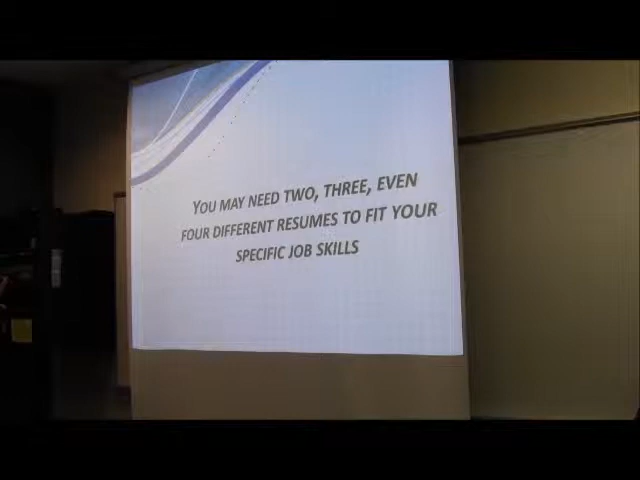 YOU MAY NEED TWO, THREE, EVEN
FOUR DIFFERENT RESUMES TO FIT YOUR
SPECIFIC JOB SKILLS